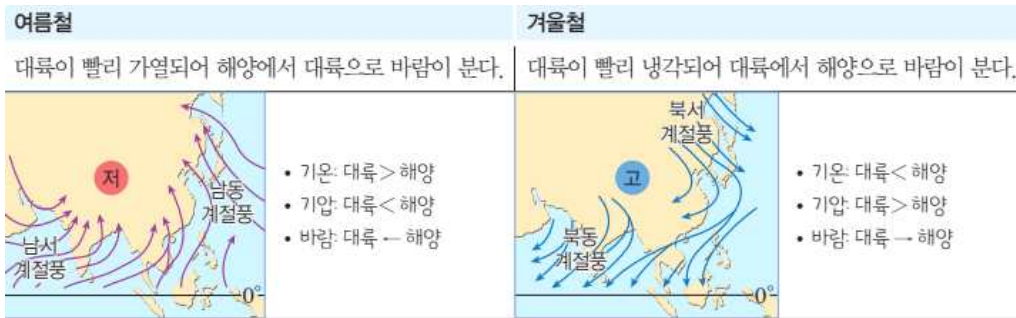 여름철
대륙이 빨리 가열되어 해양에서 대륙으로 바람이 분다.
저
남동
계절풍
남서
계절풍
0°
• 기온: 대륙>해양
• 기압: 대륙<해양
• 바람: 대륙 ← 해양
겨울철
대륙이 빨리 냉각되어 대륙에서 해양으로 바람이 분다.
북서
계절풍
고
북동
계절풍
0°
• 기온: 대륙<해양
• 기압: 대륙>해양
• 바람: 대륙 → 해양